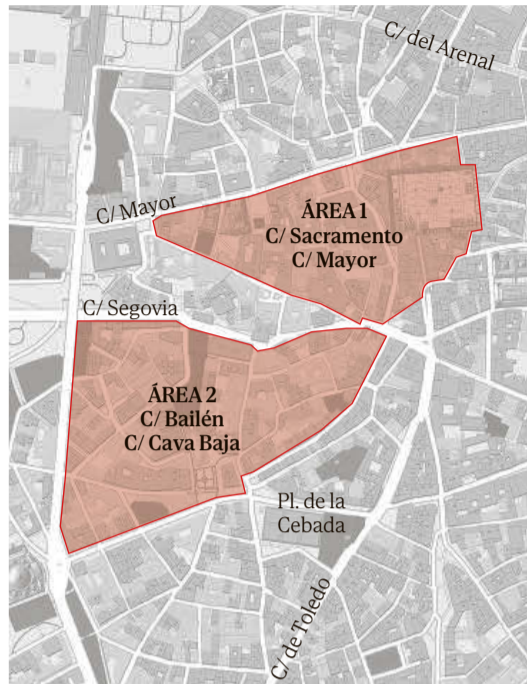 C/ del Arenal
C/ Mayor
ÁREA 1
C/ Sacramento
C/ Mayor
C/ Segovia
ÁREA 2
C/ Bailén
C/ Cava Baja
Pl. de la
Cebada
C/ de Toledo